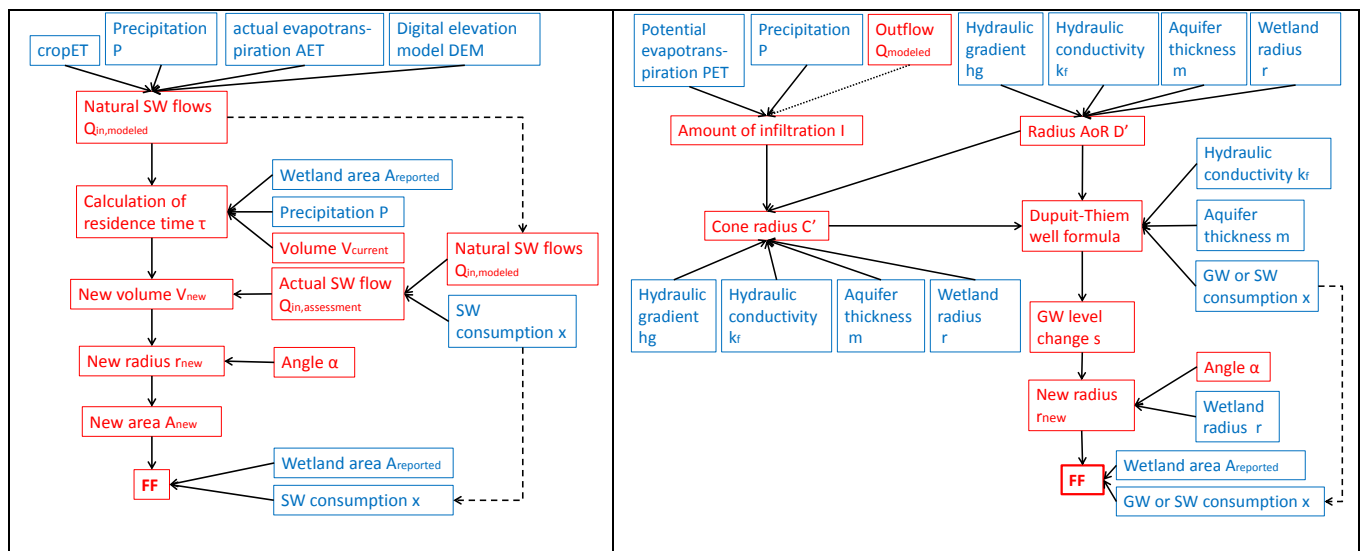 cropET
Precipitation
P
actual evapotrans-
piration AET
Digital elevation
model DEM
Natural SW flows
Qin,modeled
Calculation of
residence time τ
Wetland area Areported
Precipitation P
Volume Vcurrent
Natural SW flows
Qin,modeled
New volume Vnew
Actual SW flow
Qin,assessment
SW
consumption x
New radius rnew
Angle α
New area Anew
Wetland area Areported
FF
SW consumption x
Potential
evapotrans-
piration PET
Precipitation
P
Outflow
Qmodeled
Hydraulic
gradient
hg
Hydraulic
conductivity
kf
Aquifer
thickness
m
Wetland
radius
r
Amount of infiltration I
Radius AoR D’
Hydraulic
conductivity kf
Cone radius C’
Dupuit-Thiem
well formula
Aquifer
thickness m
GW or SW
consumption x
Hydraulic
gradient
hg
Hydraulic
conductivity
kf
Aquifer
thickness
m
Wetland
radius
r
GW level
change s
Angle α
New radius
rnew
Wetland
radius r
Wetland area Areported
FF
GW or SW consumption x